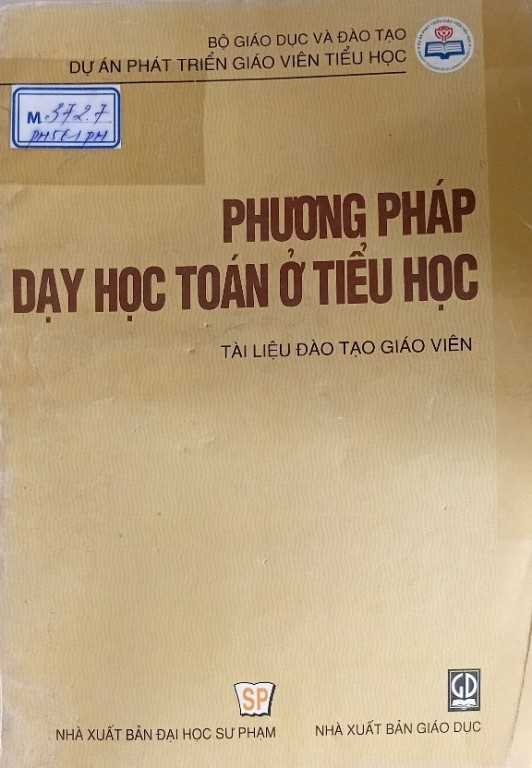 BỘ GIÁO DỤC VÀ ĐÀO TẠO
DỰ ÁN PHÁT TRIỂN GIÁO VIÊN TIỂU HỌC
M 372.7
PH561PH
PHƯƠNG PHÁP
DẠY HỌC TOÁN Ở TIỂU HỌC
TÀI LIỆU ĐÀO TẠO GIÁO VIÊN
SP
GD
NHÀ XUẤT BẢN ĐẠI HỌC SƯ PHẠM
NHÀ XUẤT BẢN GIÁO DỤC